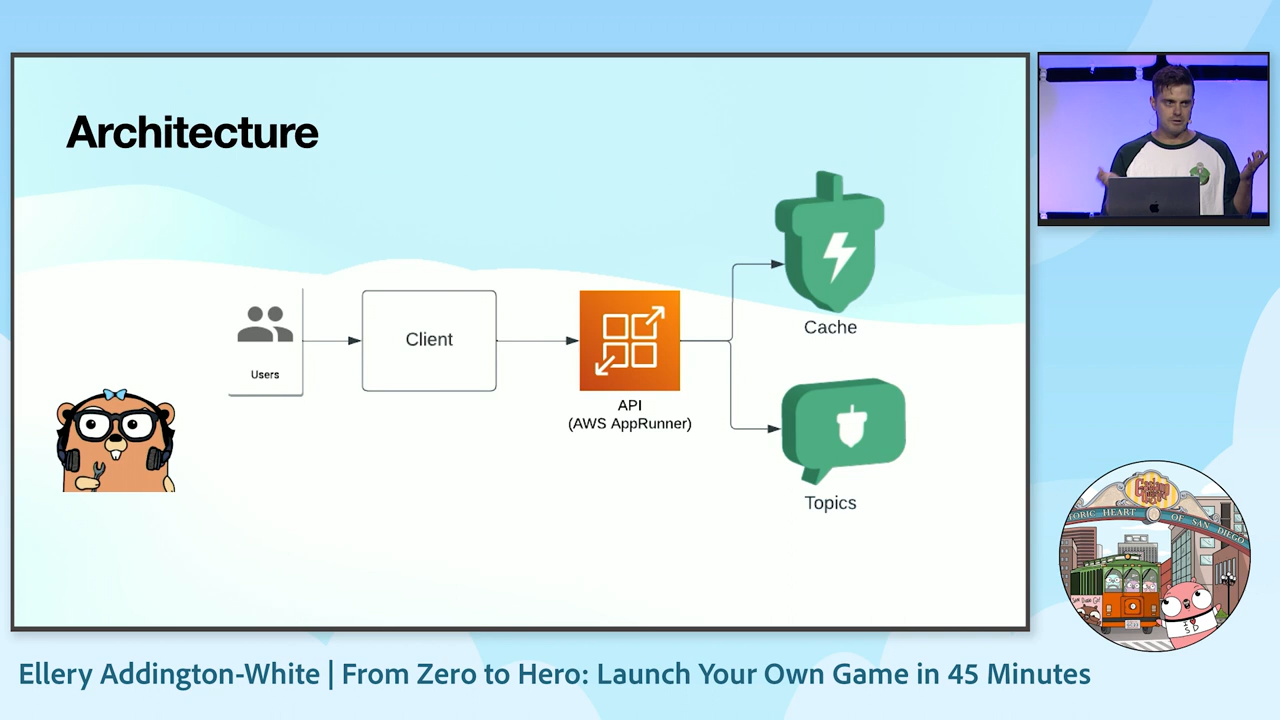 Architecture
Users
Client
API
(AWS AppRunner)
Cache
Topics
TORIC HEART OF SAN DIEGO
Ellery Addington-White | From Zero to Hero: Launch Your Own Game in 45 Minutes